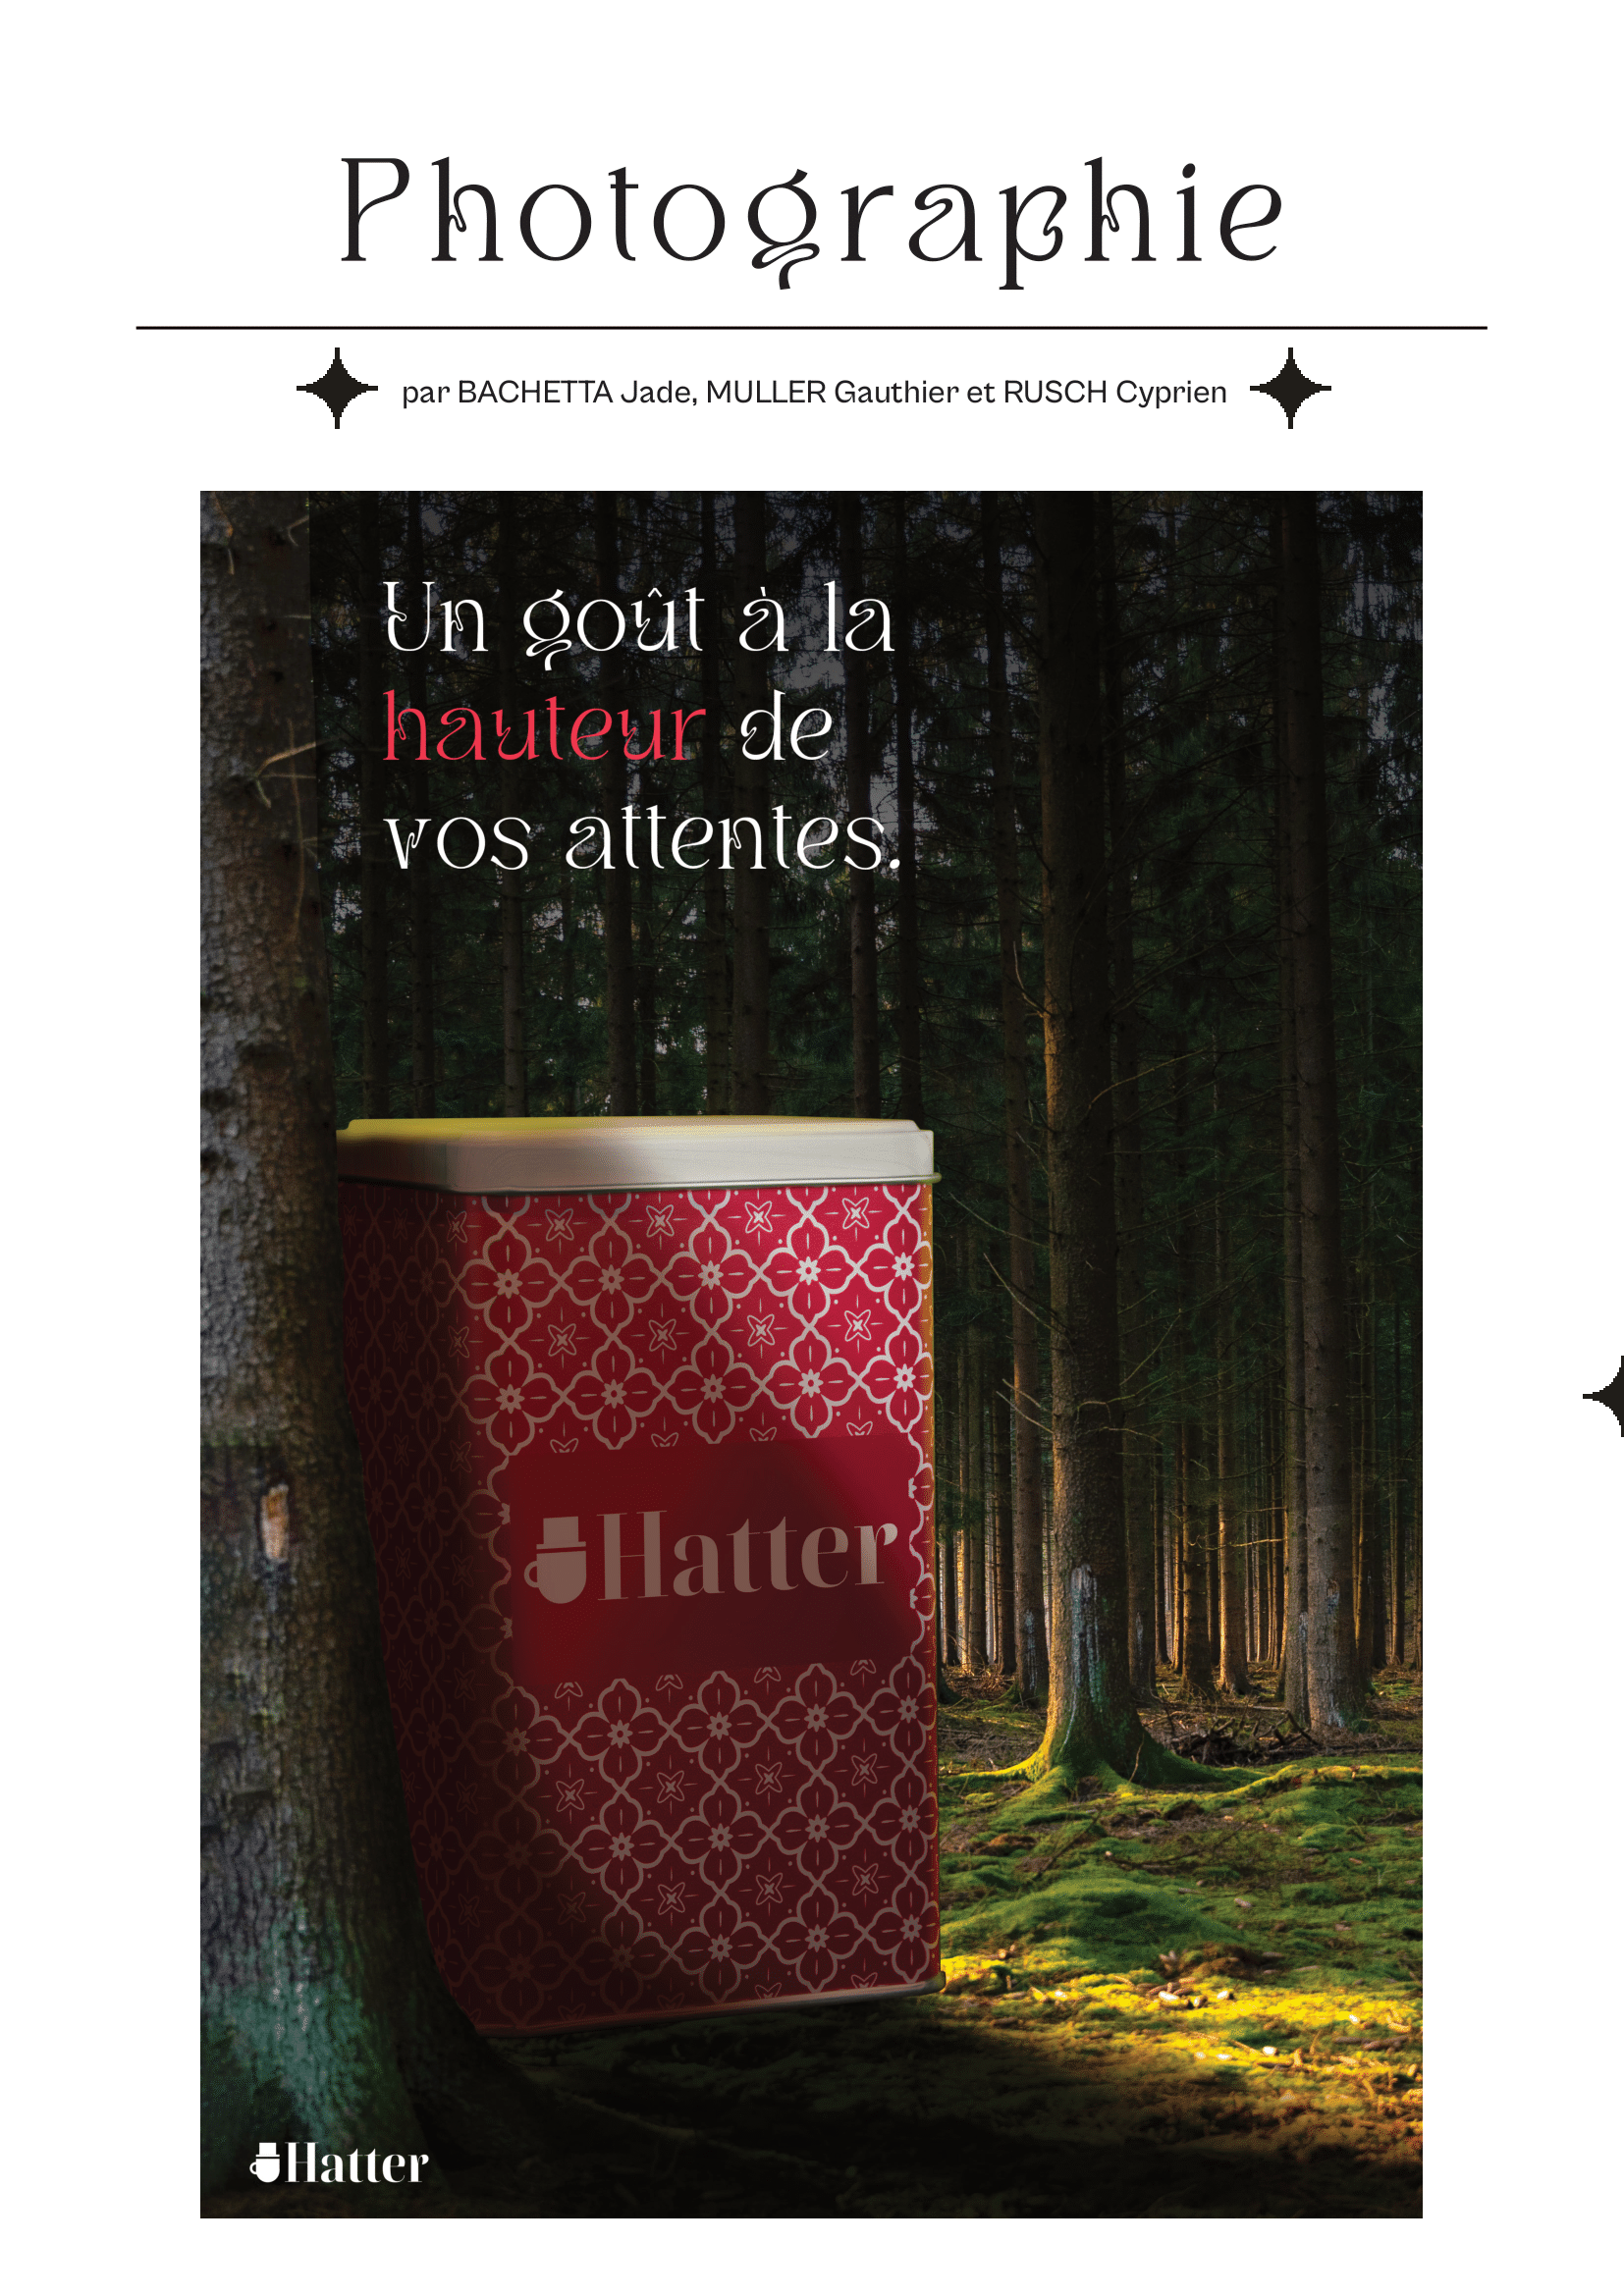 Photographie
par BACHETTA Jade, MULLER Gauthier et RUSCH Cyprien
Un goût à la
hauteur de
vos attentes.
Hatter
Hatter